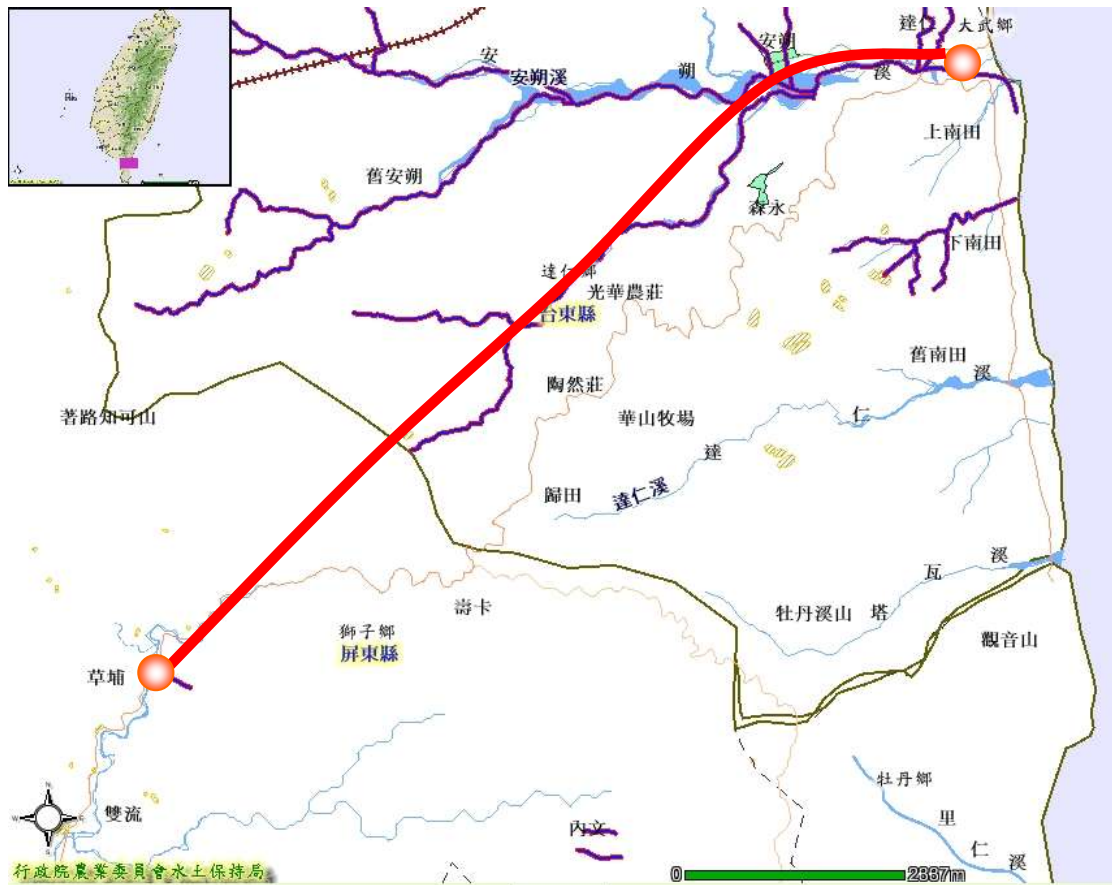 達仁
大武鄉
安朔
安
朔
溪
安朔溪
上南田
舊安朔
森永
下南田
達仁鄉
光華農莊
台東縣
舊南田
溪
陶然莊
仁
著路知可山
華山牧場
達
歸田
達仁溪
溪
瓦
壽卡
牡丹溪山
塔
獅子鄉
觀音山
屏東縣
草埔
牡丹鄉
雙流
里
內文
仁
溪
行政院農業委員會水土保持局
0
2337m